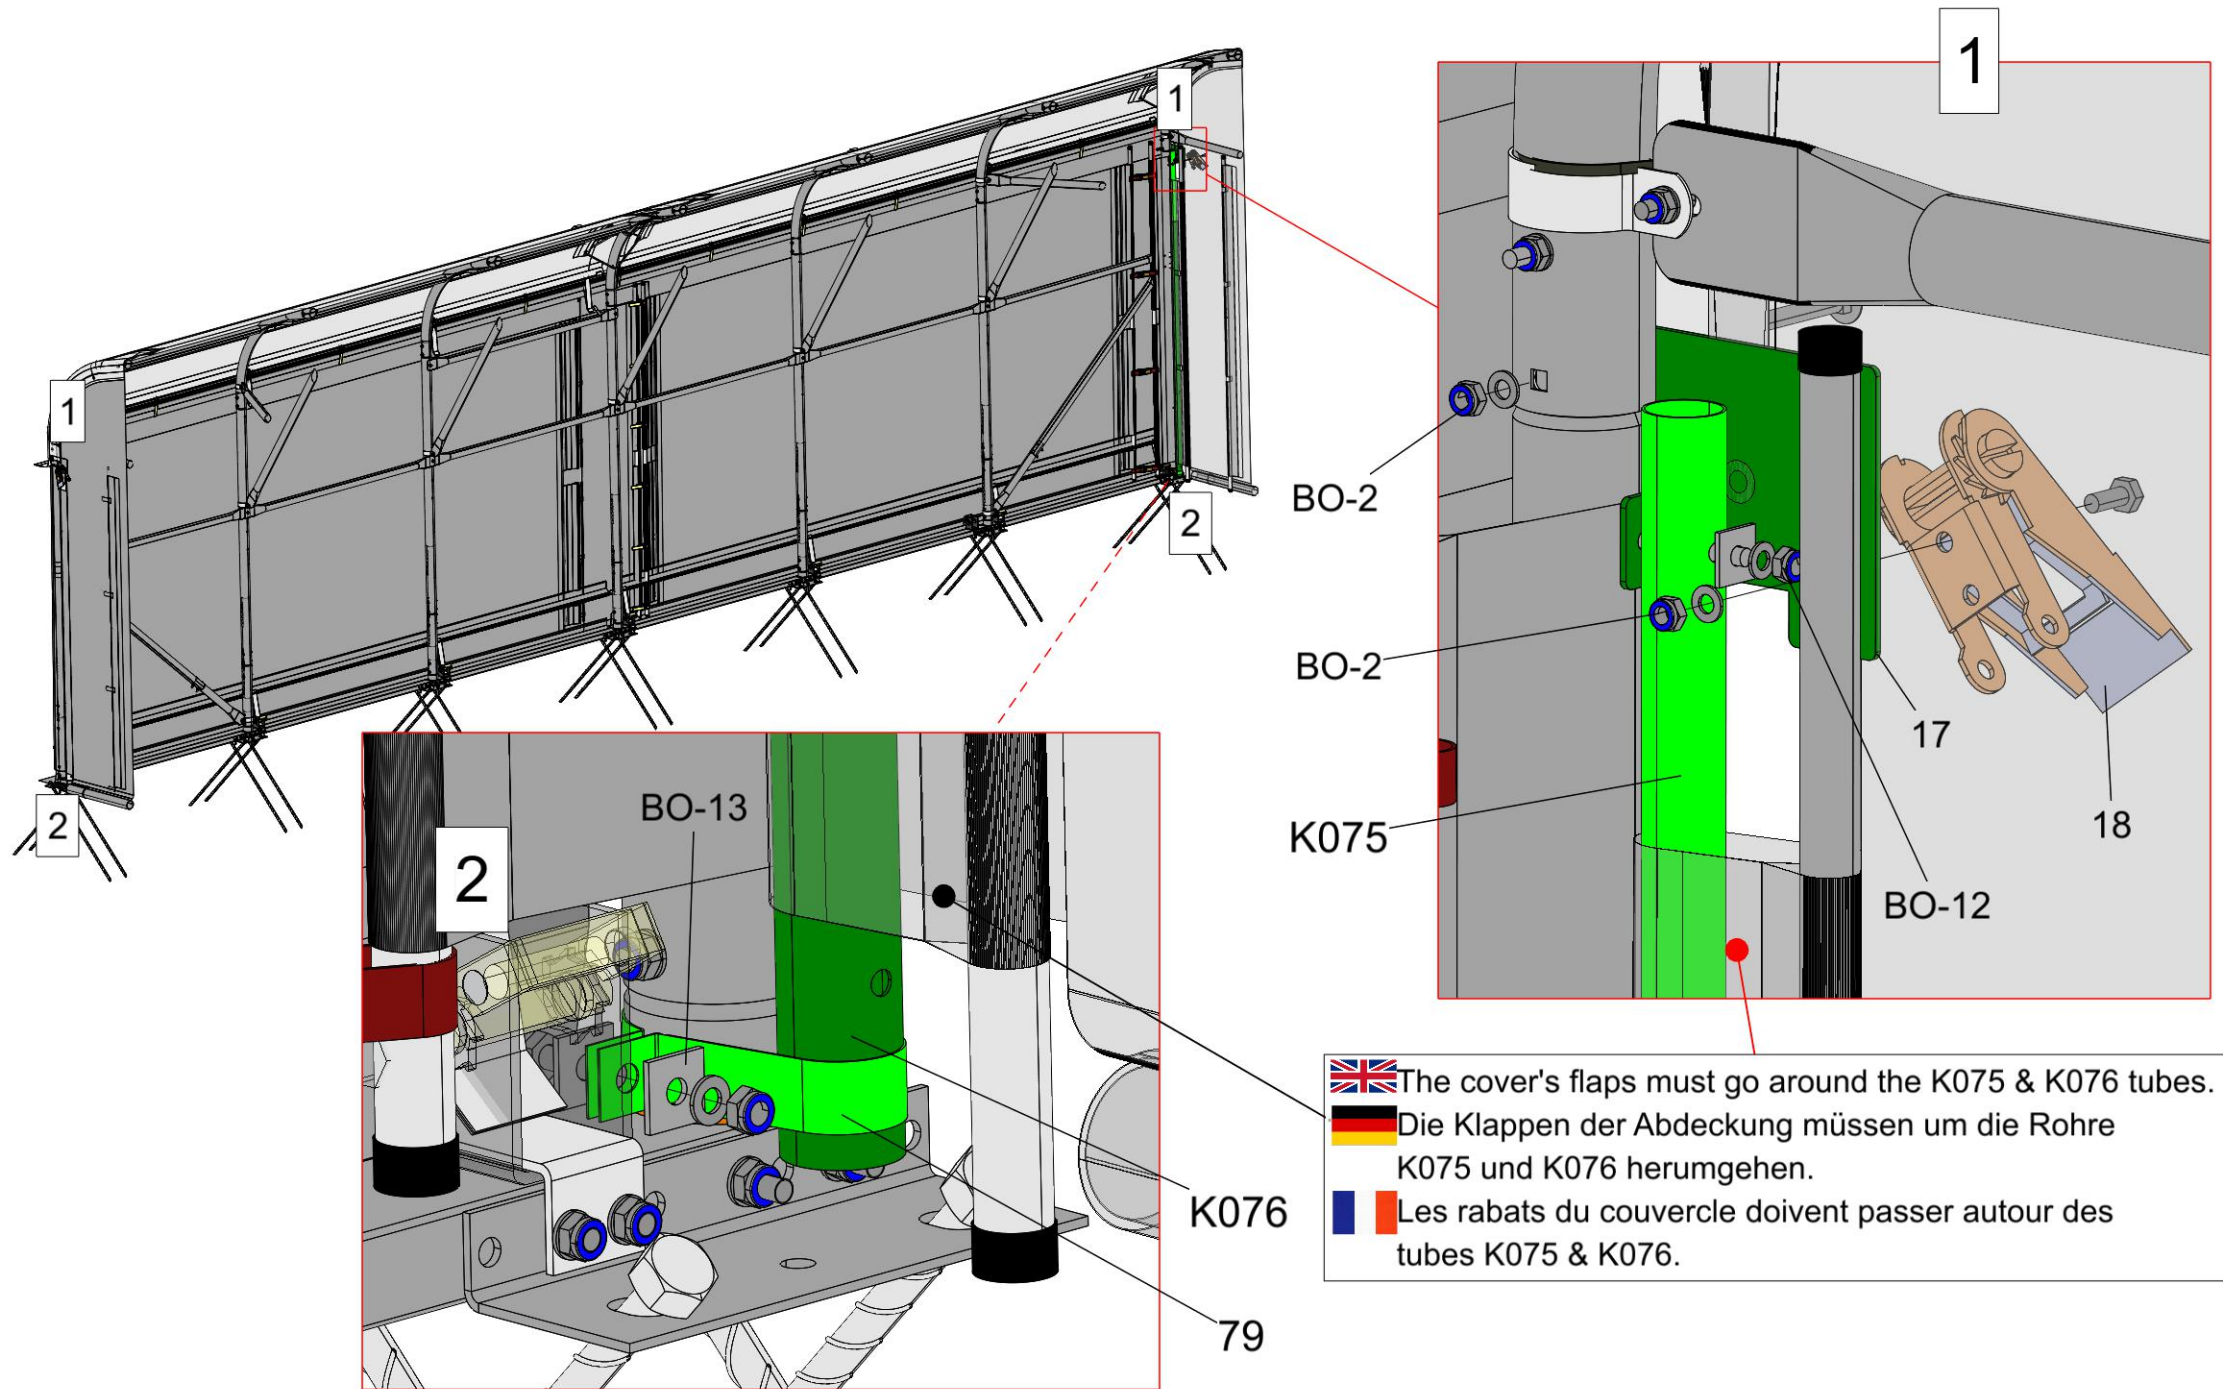 1
1
1
2
2
BO-2
BO-2
K075
17
18
BO-12
2
BO-13
K076
79
The cover's flaps must go around the K075 & K076 tubes.
Die Klappen der Abdeckung müssen um die Rohre
K075 und K076 herumgehen.
Les rabats du couvercle doivent passer autour des
tubes K075 & K076.